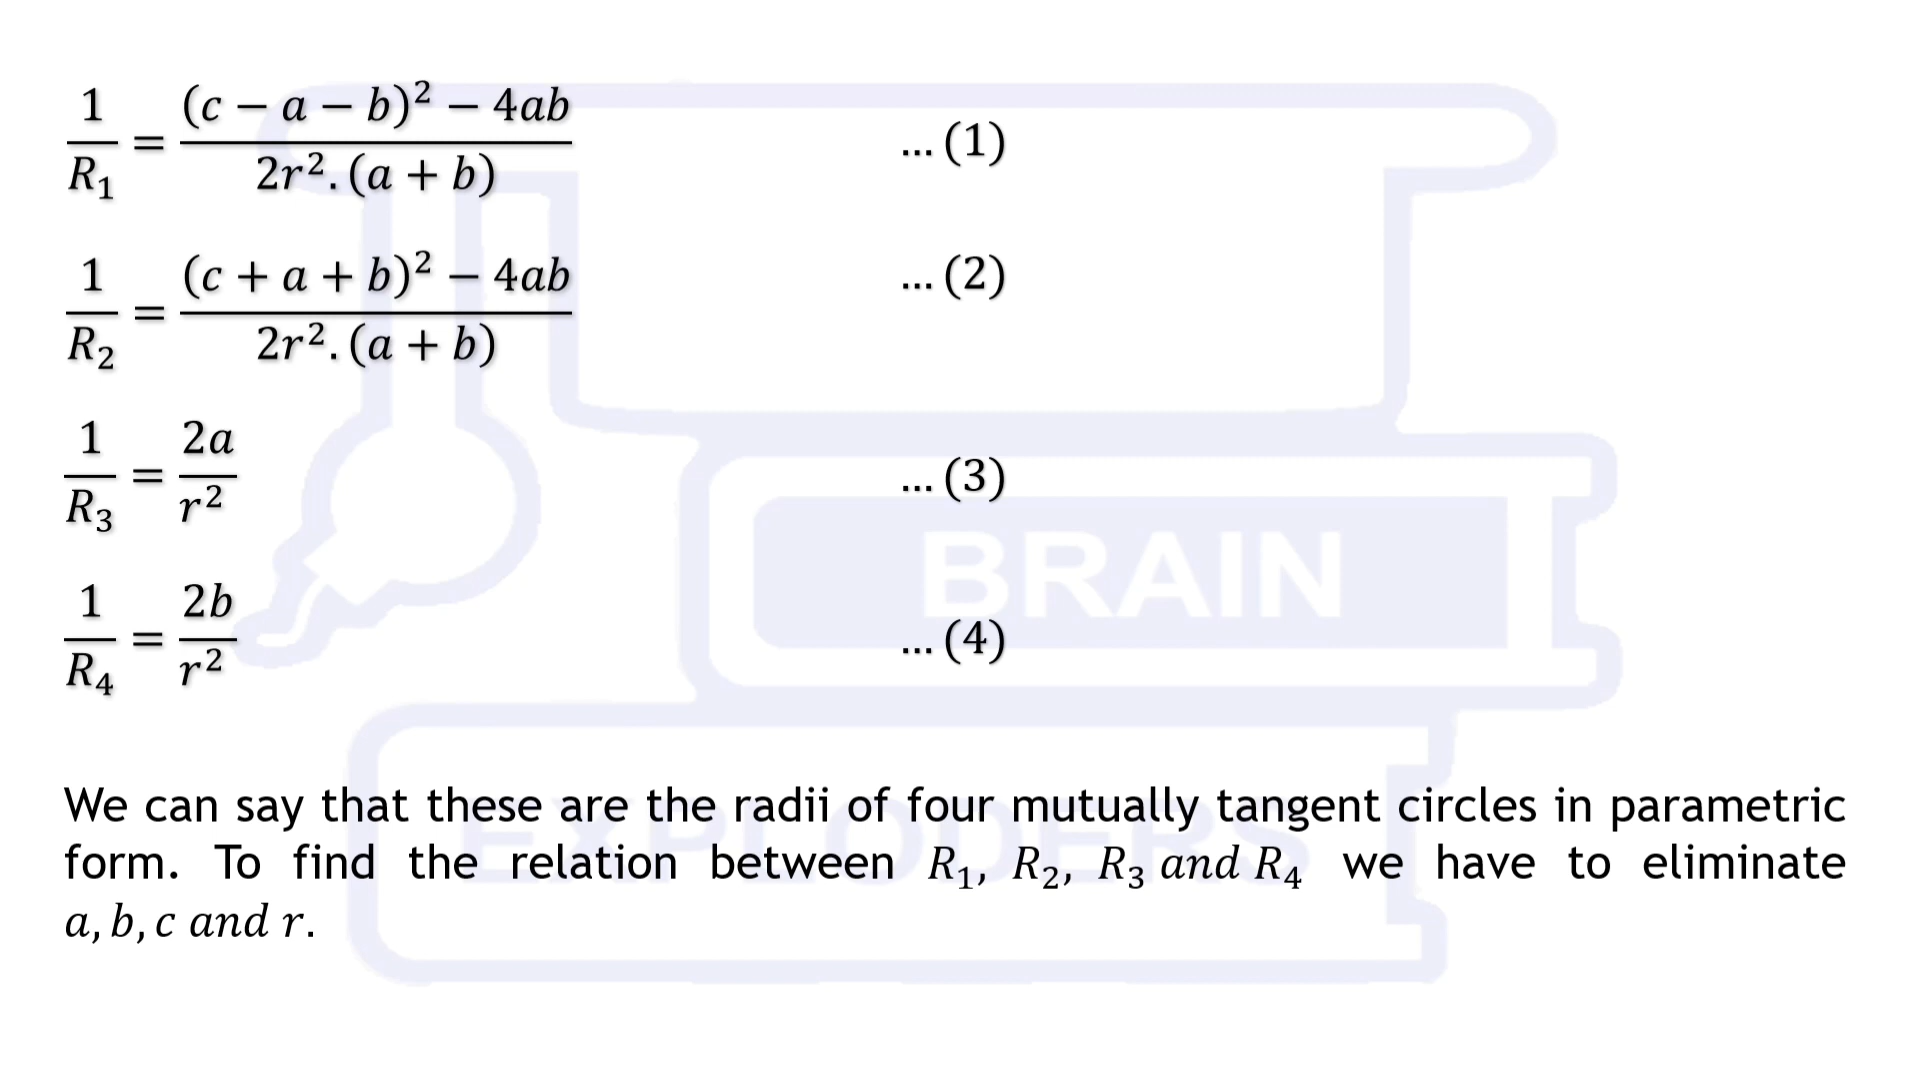 1/R₁ = ((c − a − b)² − 4ab)/(2r².(a + b)) … (1)
1/R₂ = ((c + a + b)² − 4ab)/(2r².(a + b)) … (2)
1/R₃ = 2a/r² … (3)
1/R₄ = 2b/r² … (4)
BRAIN
EXPLODERS
We can say that these are the radii of four mutually tangent circles in parametric
form. To find the relation between R₁, R₂, R₃ and R₄ we have to eliminate
a, b, c and r.